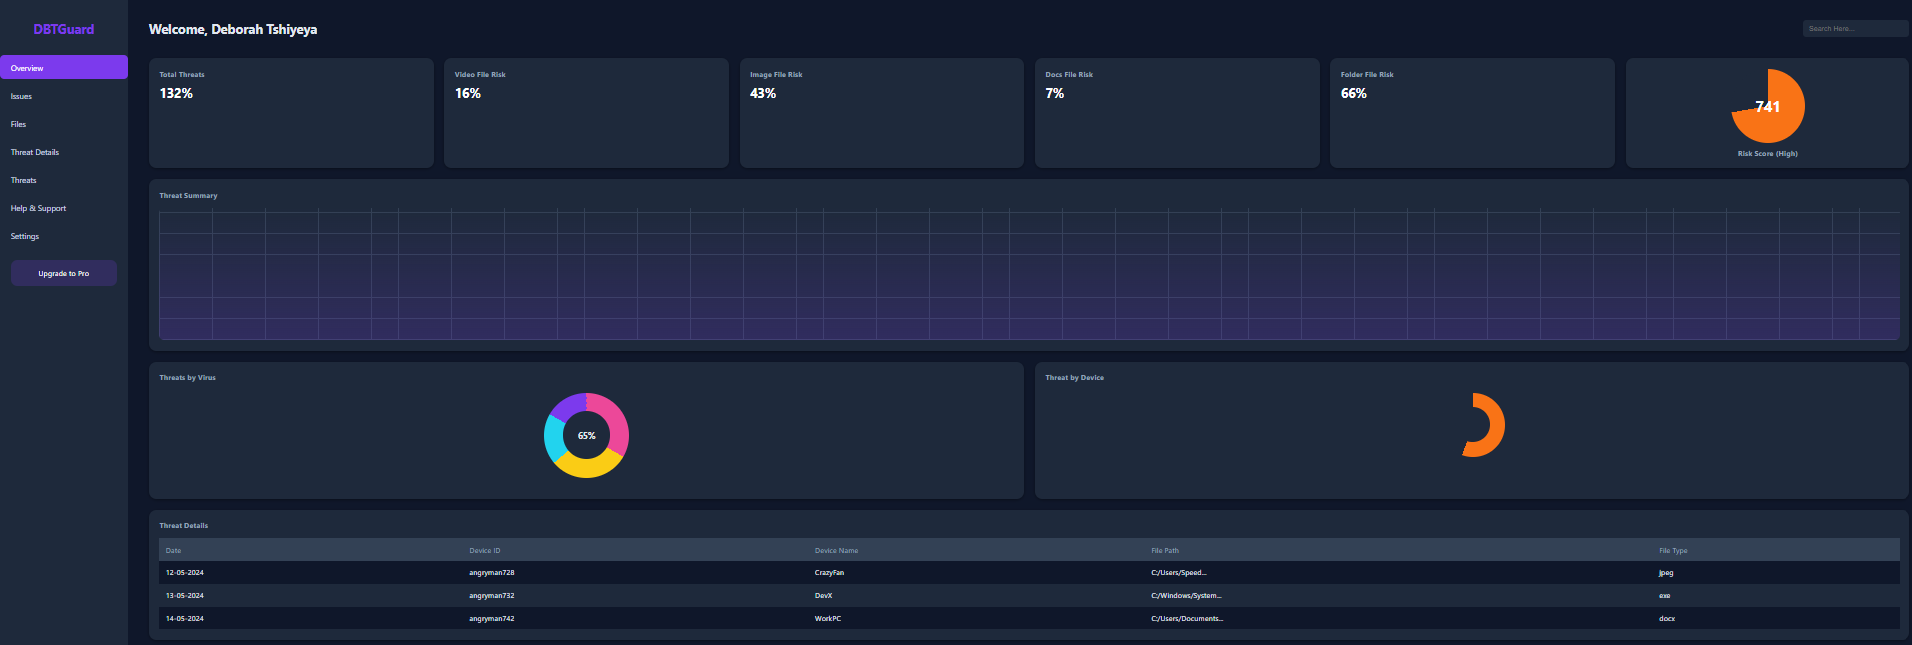 DBTGuard
Overview
Issues
Files
Threat Details
Threats
Help & Support
Settings
Upgrade to Pro
Welcome, Deborah Tshiyeya
Search Here...
Total Threats
132%
Video File Risk
16%
Image File Risk
43%
Docs File Risk
7%
Folder File Risk
66%
741
Risk Score (High)
Threat Summary
Threats by Virus
65%
Threat by Device
Threat Details
Date Device ID Device Name File Path File Type
12-05-2024 angryman728 CrazyFan C:/Users/Speed... jpeg
13-05-2024 angryman732 DevX C:/Windows/System... exe
14-05-2024 angryman742 WorkPC C:/Users/Documents... docx